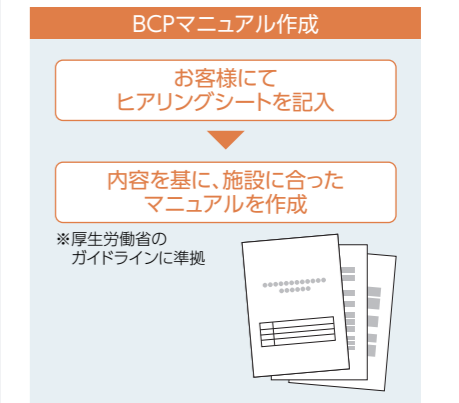 BCPマニュアル作成
お客様にて
ヒアリングシートを記入
内容を基に、施設に合った
マニュアルを作成
※厚生労働省の
ガイドラインに準拠